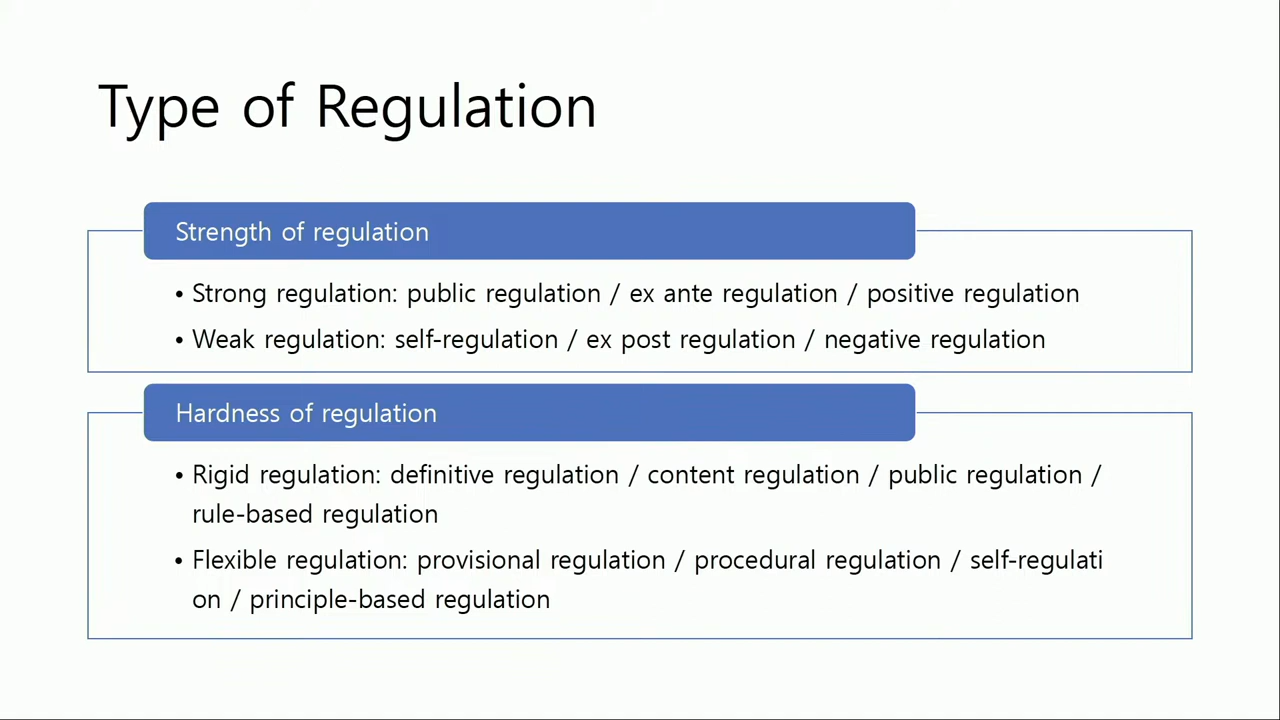 Type of Regulation
Strength of regulation
• Strong regulation: public regulation / ex ante regulation / positive regulation
• Weak regulation: self-regulation / ex post regulation / negative regulation
Hardness of regulation
• Rigid regulation: definitive regulation / content regulation / public regulation /
rule-based regulation
• Flexible regulation: provisional regulation / procedural regulation / self-regulati
on / principle-based regulation